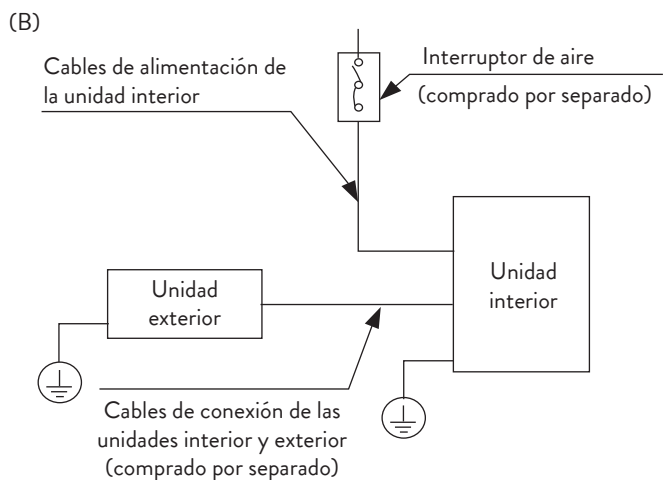 (B)
Cables de alimentación de
la unidad interior
Interruptor de aire
(comprado por separado)
Unidad
interior
Unidad
exterior
Cables de conexión de las
unidades interior y exterior
(comprado por separado)